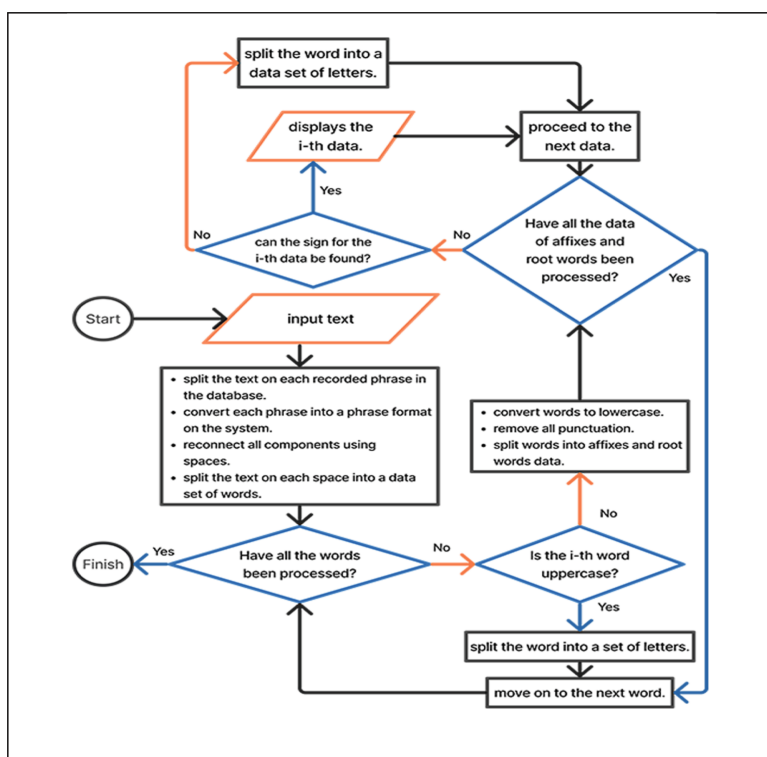 split the word into a
data set of letters.
displays the
i-th data.
proceed to the
next data.
Yes
No
can the sign for the
i-th data be found?
No
Have all the data
of affixes and
root words been
processed?
Yes
Start
input text
• split the text on each recorded phrase in
the database.
• convert each phrase into a phrase format
on the system.
• reconnect all components using
spaces.
• split the text on each space into a data
set of words.
• convert words to lowercase.
• remove all punctuation.
• split words into affixes and root
words data.
No
Finish
Yes
Have all the words
been processed?
No
Is the i-th word
uppercase?
Yes
split the word into a set of letters.
move on to the next word.